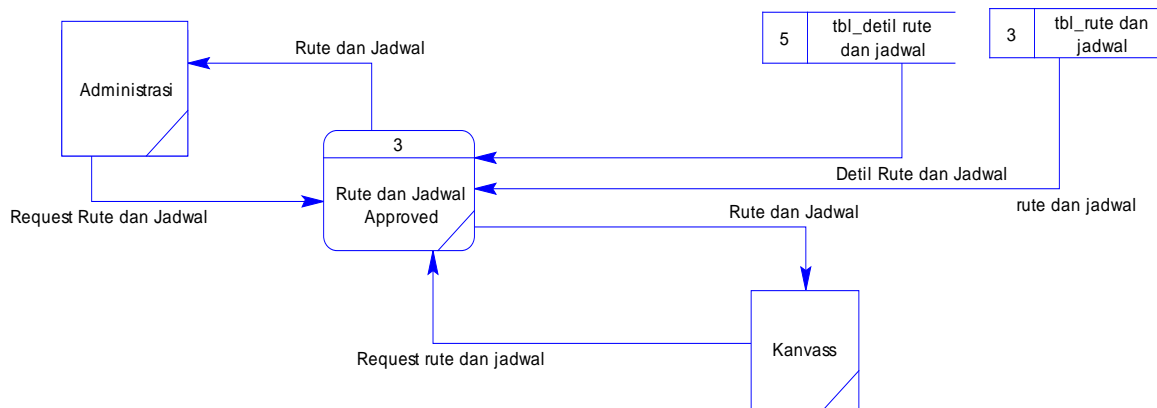 Rute dan Jadwal
5
tbl_detil rute
dan jadwal
3
tbl_rute dan
jadwal
Administrasi
3
Rute dan Jadwal
Approved
Detil Rute dan Jadwal
Request Rute dan Jadwal
Rute dan Jadwal
rute dan jadwal
Request rute dan jadwal
Kanvass